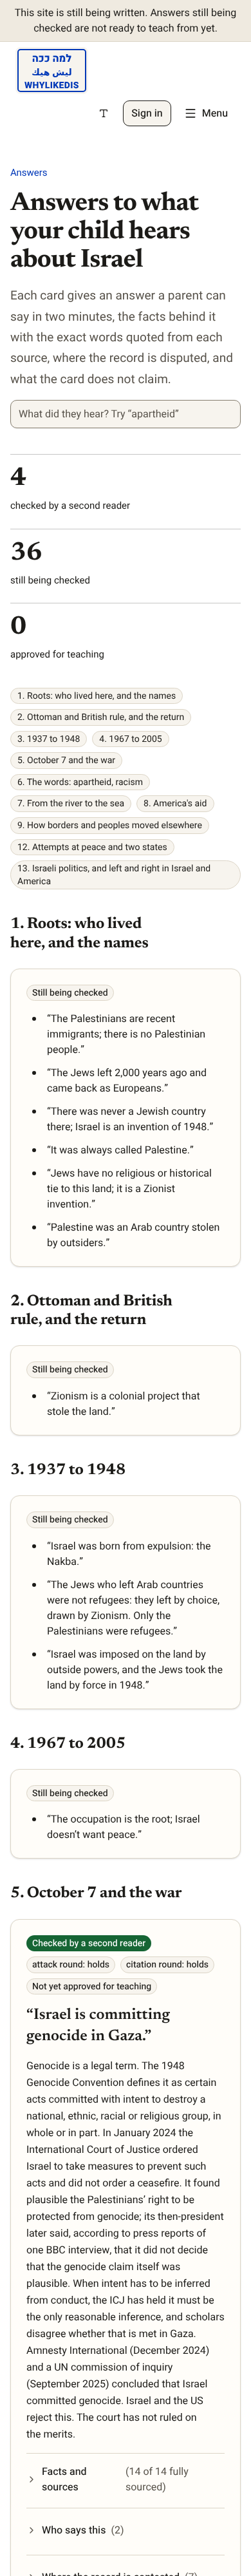 This site is still being written. Answers still being
checked are not ready to teach from yet.
למה ככה
ليش هيك
WHYLIKEDIS
Sign in
Menu
Answers
Answers to what
your child hears
about Israel
Each card gives an answer a parent can
say in two minutes, the facts behind it
with the exact words quoted from each
source, where the record is disputed, and
what the card does not claim.
What did they hear? Try “apartheid”
4
checked by a second reader
36
still being checked
0
approved for teaching
1. Roots: who lived here, and the names
2. Ottoman and British rule, and the return
3. 1937 to 1948
4. 1967 to 2005
5. October 7 and the war
6. The words: apartheid, racism
7. From the river to the sea
8. America's aid
9. How borders and peoples moved elsewhere
12. Attempts at peace and two states
13. Israeli politics, and left and right in Israel and
America
1. Roots: who lived
here, and the names
Still being checked
“The Palestinians are recent
immigrants; there is no Palestinian
people.”
“The Jews left 2,000 years ago and
came back as Europeans.”
“There was never a Jewish country
there; Israel is an invention of 1948.”
“It was always called Palestine.”
“Jews have no religious or historical
tie to this land; it is a Zionist
invention.”
“Palestine was an Arab country stolen
by outsiders.”
2. Ottoman and British
rule, and the return
Still being checked
“Zionism is a colonial project that
stole the land.”
3. 1937 to 1948
Still being checked
“Israel was born from expulsion: the
Nakba.”
“The Jews who left Arab countries
were not refugees: they left by choice,
drawn by Zionism. Only the
Palestinians were refugees.”
“Israel was imposed on the land by
outside powers, and the Jews took the
land by force in 1948.”
4. 1967 to 2005
Still being checked
“The occupation is the root; Israel
doesn’t want peace.”
5. October 7 and the war
Checked by a second reader
attack round: holds
citation round: holds
Not yet approved for teaching
“Israel is committing
genocide in Gaza.”
Genocide is a legal term. The 1948
Genocide Convention defines it as certain
acts committed with intent to destroy a
national, ethnic, racial or religious group, in
whole or in part. In January 2024 the
International Court of Justice ordered
Israel to take measures to prevent such
acts and did not order a ceasefire. It found
plausible the Palestinians’ right to be
protected from genocide; its then-president
later said, according to press reports of
one BBC interview, that it did not decide
that the genocide claim itself was
plausible. When intent has to be inferred
from conduct, the ICJ has held it must be
the only reasonable inference, and scholars
disagree whether that is met in Gaza.
Amnesty International (December 2024)
and a UN commission of inquiry
(September 2025) concluded that Israel
committed genocide. Israel and the US
reject this. The court has not ruled on
the merits.
Facts and
sources
(14 of 14 fully
sourced)
Who says this (2)